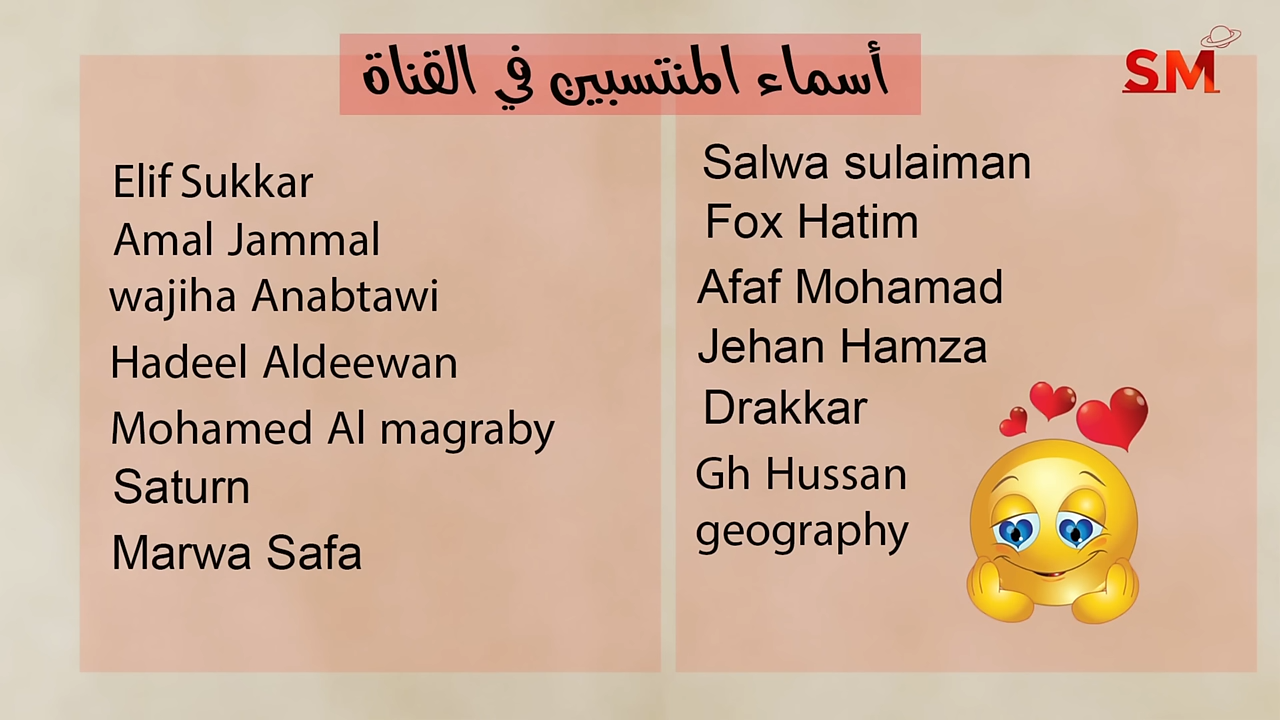 أسماء المنتسبين في القناة
SM
Elif Sukkar
Amal Jammal
wajiha Anabtawi
Hadeel Aldeewan
Mohamed Al magraby
Saturn
Marwa Safa
Salwa sulaiman
Fox Hatim
Afaf Mohamad
Jehan Hamza
Drakkar
Gh Hussan
geography